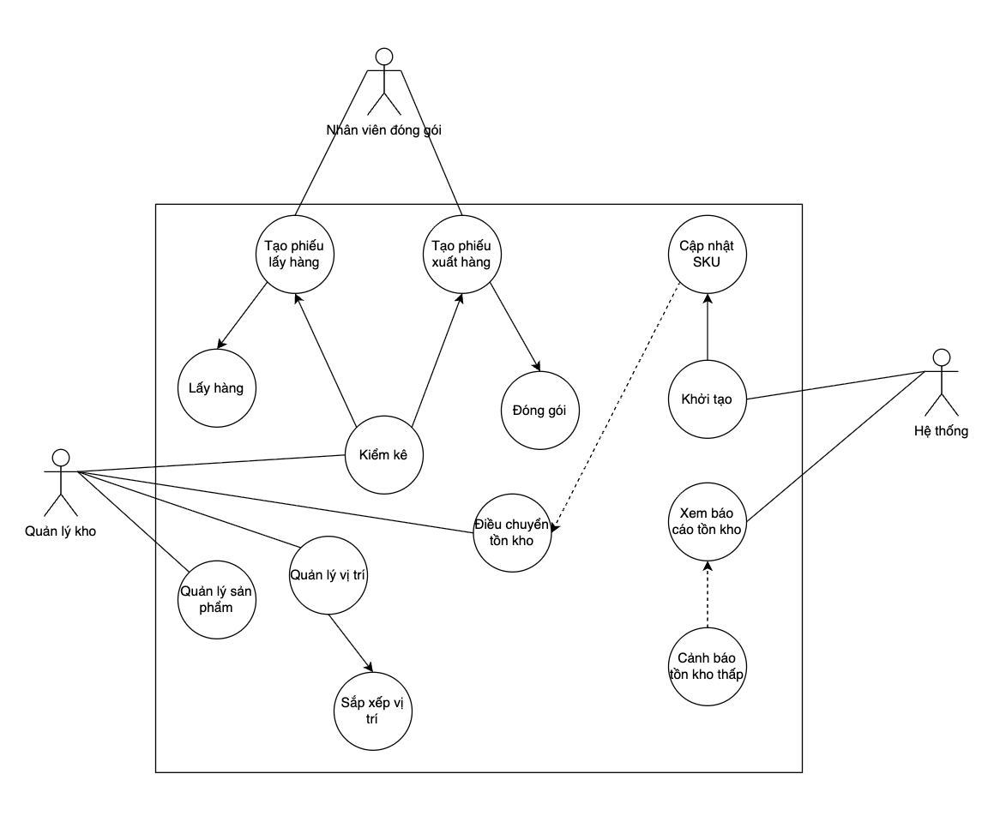 Nhân viên đóng gói
Tạo phiếu
lấy hàng
Tạo phiếu
xuất hàng
Cập nhật
SKU
Lấy hàng
Đóng gói
Khởi tạo
Hệ thống
Kiểm kê
Quản lý kho
Điều chuyển
tồn kho
Xem báo
cáo tồn kho
Quản lý vị trí
Quản lý sản
phẩm
Cảnh báo
tồn kho thấp
Sắp xếp vị
trí